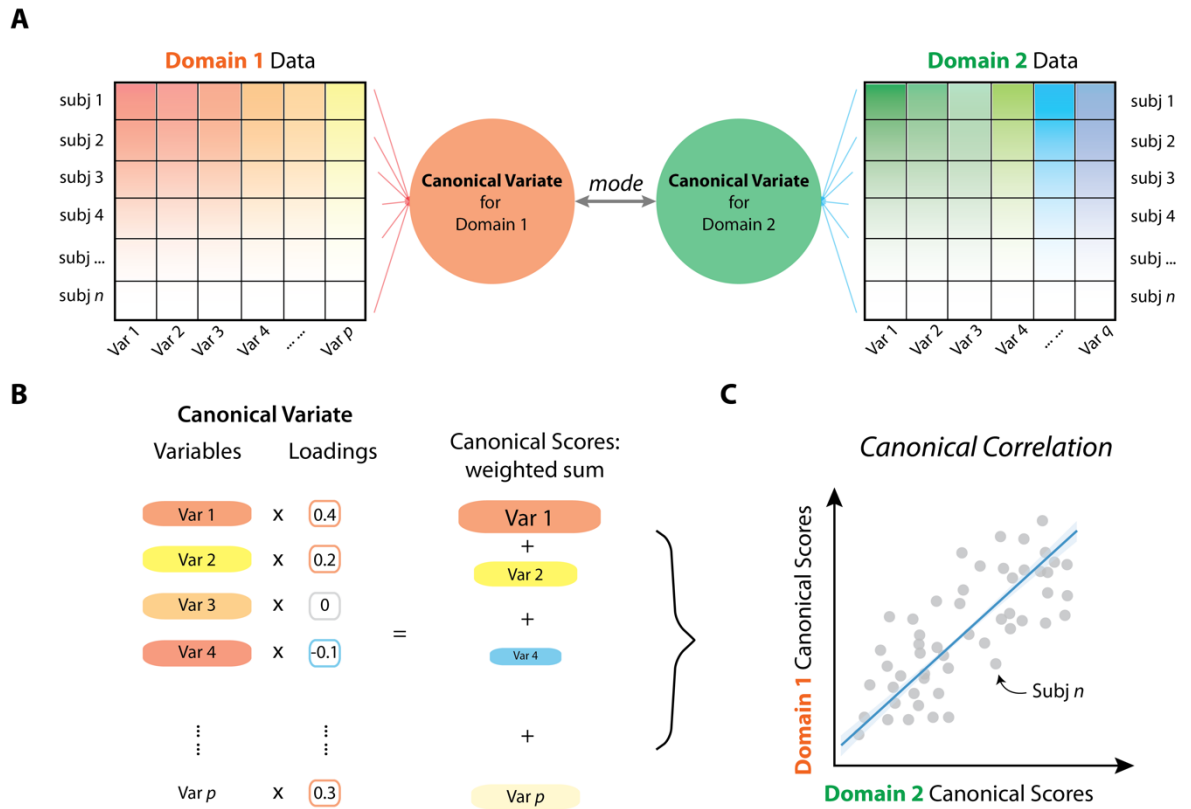 A
Domain 1 Data
Domain 2 Data
subj 1
subj 2
subj 3
subj 4
subj ...
subj n
Var 1
Var 2
Var 3
Var 4
... ...
Var p
Canonical Variate
for
Domain 1
mode
Canonical Variate
for
Domain 2
subj 1
subj 2
subj 3
subj 4
subj ...
subj n
Var 1
Var 2
Var 3
Var 4
... ...
Var q
B
Canonical Variate
Variables Loadings
Canonical Scores:
weighted sum
Var 1 x 0.4
Var 2 x 0.2
Var 3 x 0
Var 4 x -0.1
Var p x 0.3
=
Var 1
+
Var 2
+
Var 4
+
Var p
C
Canonical Correlation
Domain 1 Canonical Scores
Subj n
Domain 2 Canonical Scores